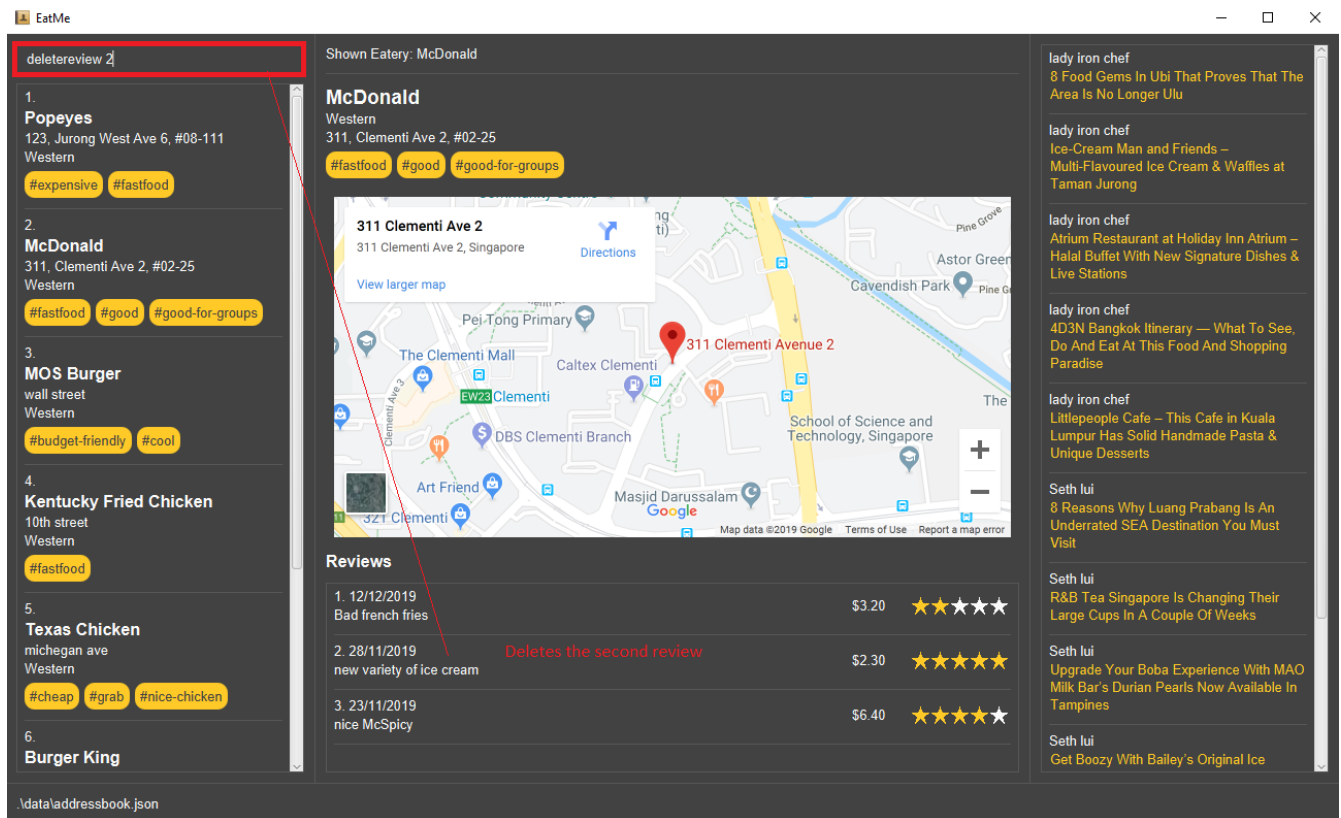 EatMe
deletereview 2
1.
Popeyes
123, Jurong West Ave 6, #08-111
Western
#expensive #fastfood
2.
McDonald
311, Clementi Ave 2, #02-25
Western
#fastfood #good #good-for-groups
3.
MOS Burger
wall street
Western
#budget-friendly #cool
4.
Kentucky Fried Chicken
10th street
Western
#fastfood
5.
Texas Chicken
michegan ave
Western
#cheap #grab #nice-chicken
6.
Burger King
Shown Eatery: McDonald
McDonald
Western
311, Clementi Ave 2, #02-25
#fastfood #good #good-for-groups
311 Clementi Ave 2
311 Clementi Ave 2, Singapore
Directions
View larger map
Pine Grove
Astor Green
Cavendish Park
Pine Gr
Pei Tong Primary
311 Clementi Avenue 2
The Clementi Mall
Caltex Clementi
Clementi Ave 3
EW23 Clementi
The
School of Science and
Technology, Singapore
DBS Clementi Branch
Art Friend
Masjid Darussalam
321 Clementi
Google
Map data ©2019 Google Terms of Use Report a map error
+
−
Reviews
1. 12/12/2019
Bad french fries
$3.20
2. 28/11/2019
new variety of ice cream
$2.30
Deletes the second review
3. 23/11/2019
nice McSpicy
$6.40
lady iron chef
8 Food Gems In Ubi That Proves That The
Area Is No Longer Ulu
lady iron chef
Ice-Cream Man and Friends –
Multi-Flavoured Ice Cream & Waffles at
Taman Jurong
lady iron chef
Atrium Restaurant at Holiday Inn Atrium –
Halal Buffet With New Signature Dishes &
Live Stations
lady iron chef
4D3N Bangkok Itinerary — What To See,
Do And Eat At This Food And Shopping
Paradise
lady iron chef
Littlepeople Cafe – This Cafe in Kuala
Lumpur Has Solid Handmade Pasta &
Unique Desserts
Seth lui
8 Reasons Why Luang Prabang Is An
Underrated SEA Destination You Must
Visit
Seth lui
R&B Tea Singapore Is Changing Their
Large Cups In A Couple Of Weeks
Seth lui
Upgrade Your Boba Experience With MAO
Milk Bar's Durian Pearls Now Available In
Tampines
Seth lui
Get Boozy With Bailey's Original Ice
.\data\addressbook.json